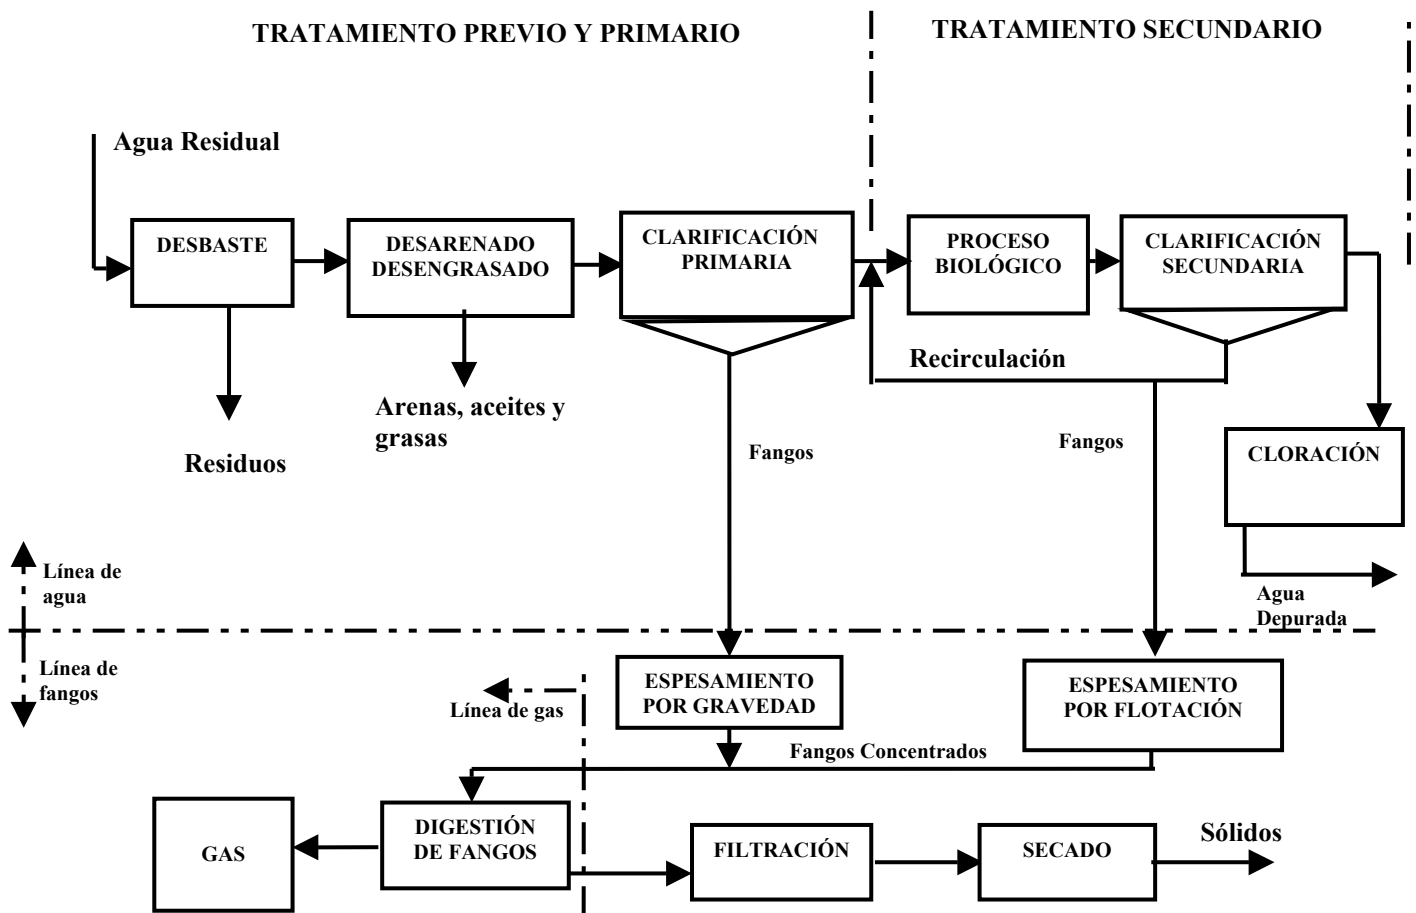 TRATAMIENTO PREVIO Y PRIMARIO
TRATAMIENTO SECUNDARIO
Agua Residual
DESBASTE
DESARENADO
DESENGRASADO
CLARIFICACIÓN
PRIMARIA
PROCESO
BIOLÓGICO
CLARIFICACIÓN
SECUNDARIA
Recirculación
Arenas, aceites y
grasas
Residuos
Fangos
Fangos
CLORACIÓN
Línea de
agua
Agua
Depurada
Línea de
fangos
Línea de gas
ESPESAMIENTO
POR GRAVEDAD
ESPESAMIENTO
POR FLOTACIÓN
Fangos Concentrados
GAS
DIGESTIÓN
DE FANGOS
FILTRACIÓN
SECADO
Sólidos